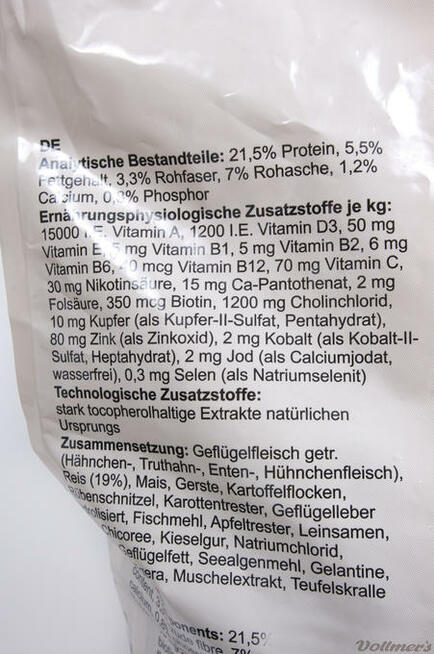 DE
Analytische Bestandteile: 21,5% Protein, 5,5%
Fettgehalt, 3,3% Rohfaser, 7% Rohasche, 1,2%
Calcium, 0,% Phosphor
Ernährungsphysiologische Zusatzstoffe je kg:
15000 I.E. Vitamin A, 1200 I.E. Vitamin D3, 50 mg
Vitamin E, mg Vitamin B1, 5 mg Vitamin B2, 6 mg
Vitamin B6, mcg Vitamin B12, 70 mg Vitamin C,
30 mg Nikotinsäure, 15 mg Ca-Pantothenat, 2 mg
Folsäure, 350 mcg Biotin, 1200 mg Cholinchlorid,
10 mg Kupfer (als Kupfer-II-Sulfat, Pentahydrat),
80 mg Zink (als Zinkoxid), 2 mg Kobalt (als Kobalt-II-
Sulfat, Heptahydrat), 2 mg Jod (als Calciumjodat,
wasserfrei), 0,3 mg Selen (als Natriumselenit)
Technologische Zusatzstoffe:
stark tocopherolhaltige Extrakte natürlichen
Ursprungs
Zusammensetzung: Geflügelfleisch getr.
(Hähnchen-, Truthahn-, Enten-, Hühnchenfleisch),
Reis (19%), Mais, Gerste, Kartoffelflocken,
Rübenschnitzel, Karottentrester, Geflügelleber
Fischmehl, Apfeltrester, Leinsamen,
Chicoree, Kieselgur, Natriumchlorid,
Geflügelfett, Seealgenmehl, Gelantine,
Muschelextrakt, Teufelskralle
21,5%
fibre, 7%
Vollmer's